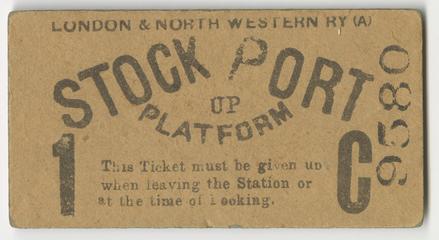 LONDON & NORTH WESTERN RY (A)
STOCK PORT
UP
PLATFORM
1
C
This Ticket must be given up
when leaving the Station or
at the time of Looking.
9580